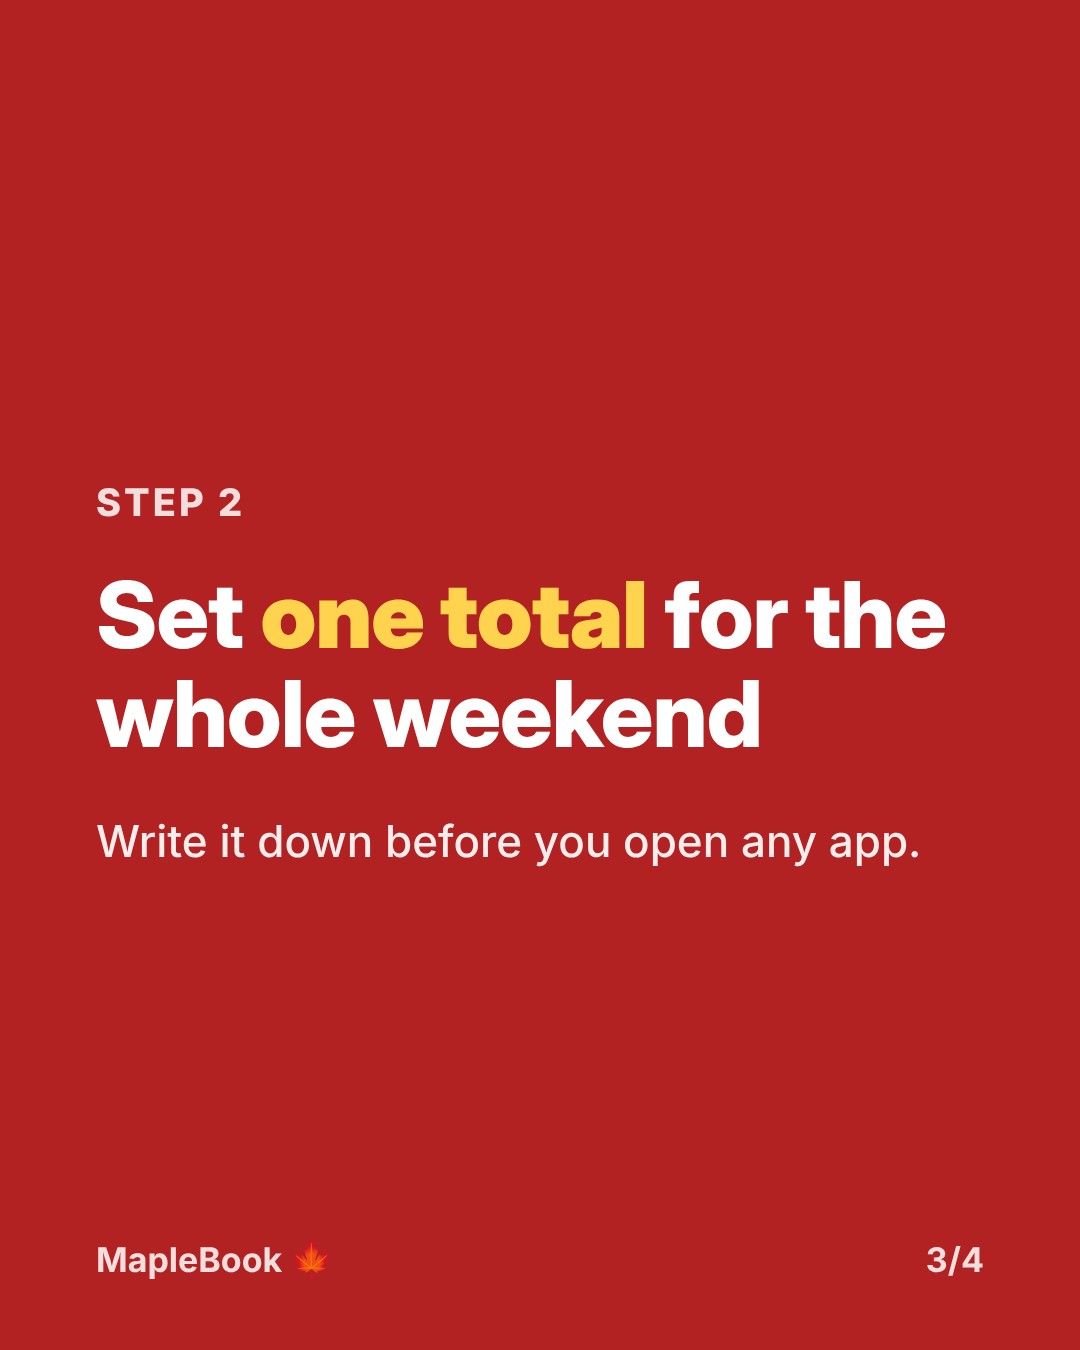 STEP 2
Set one total for the
whole weekend
Write it down before you open any app.
MapleBook 🍁
3/4